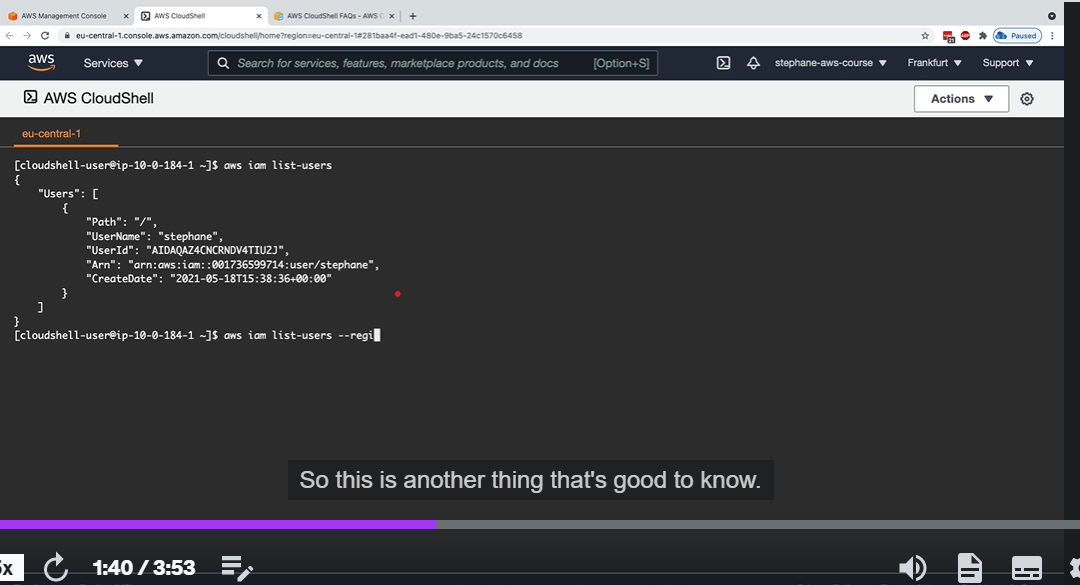 AWS Management Console
AWS CloudShell
AWS CloudShell FAQs - AWS C
eu-central-1.console.aws.amazon.com/cloudshell/home?region=eu-central-1#281baa4f-ead1-480e-9ba5-24c1570c6458
Paused
aws
Services ▼
Search for services, features, marketplace products, and docs [Option+S]
stephane-aws-course ▼
Frankfurt ▼
Support ▼
AWS CloudShell
Actions ▼
eu-central-1
[cloudshell-user@ip-10-0-184-1 ~]$ aws iam list-users
{
"Users": [
{
"Path": "/",
"UserName": "stephane",
"UserId": "AIDAQAZ4CNCRNDV4TIU2J",
"Arn": "arn:aws:iam::001736599714:user/stephane",
"CreateDate": "2021-05-18T15:38:36+00:00"
}
]
}
[cloudshell-user@ip-10-0-184-1 ~]$ aws iam list-users --regi
So this is another thing that's good to know.
x
1:40 / 3:53